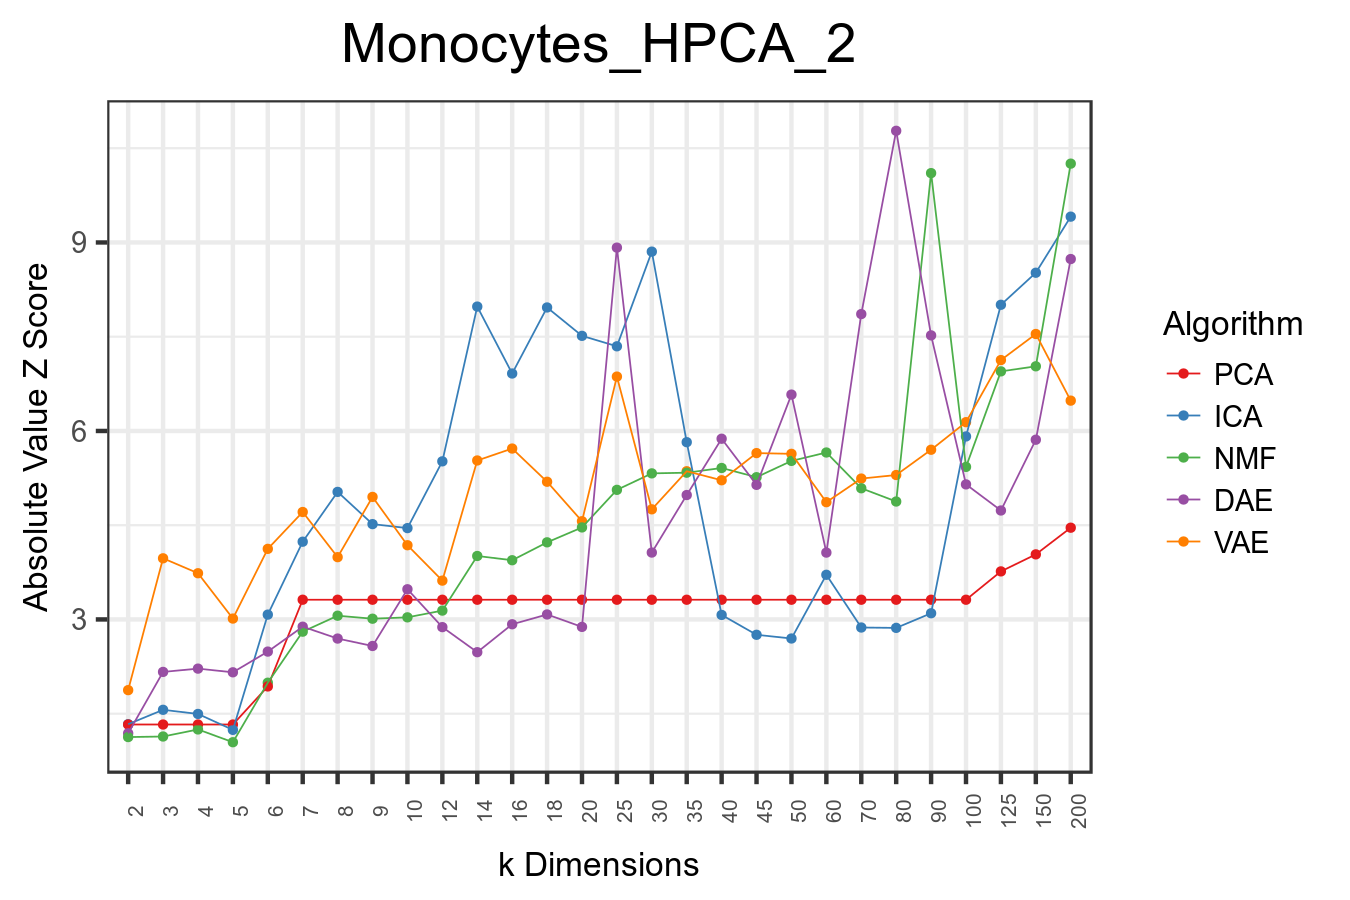 Monocytes_HPCA_2
Absolute Value Z Score
9
6
3
2 3 4 5 6 7 8 9 10 12 14 16 18 20 25 30 35 40 45 50 60 70 80 90 100 125 150 200
k Dimensions
Algorithm
PCA
ICA
NMF
DAE
VAE